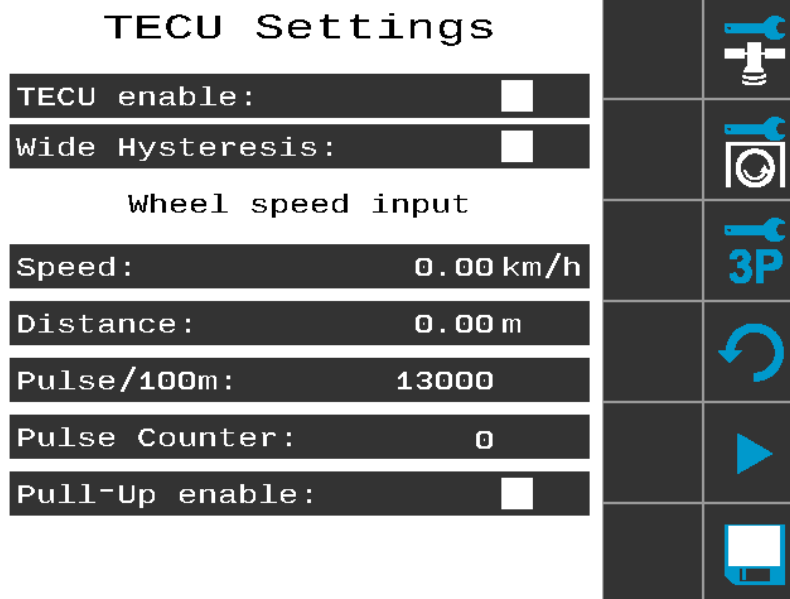 TECU Settings
TECU enable:
Wide Hysteresis:
Wheel speed input
Speed: 0.00 km/h
Distance: 0.00 m
Pulse/100m: 13000
Pulse Counter: 0
Pull-Up enable:
3P